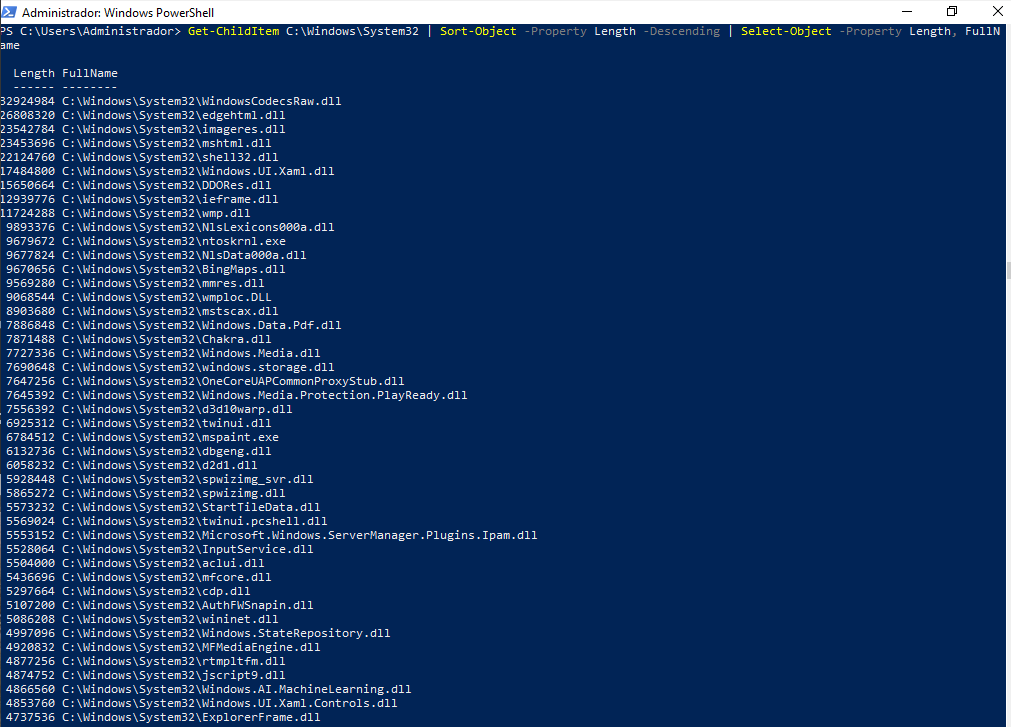 Administrador: Windows PowerShell
PS C:\Users\Administrador> Get-ChildItem C:\Windows\System32 | Sort-Object -Property Length -Descending | Select-Object -Property Length, FullN
ame
Length FullName
------ --------
32924984 C:\Windows\System32\WindowsCodecsRaw.dll
26808320 C:\Windows\System32\edgehtml.dll
23542784 C:\Windows\System32\imageres.dll
23453696 C:\Windows\System32\mshtml.dll
22124760 C:\Windows\System32\shell32.dll
17484800 C:\Windows\System32\Windows.UI.Xaml.dll
15650664 C:\Windows\System32\DDORes.dll
12939776 C:\Windows\System32\ieframe.dll
11724288 C:\Windows\System32\wmp.dll
9893376 C:\Windows\System32\NlsLexicons000a.dll
9679672 C:\Windows\System32\ntoskrnl.exe
9677824 C:\Windows\System32\NlsData000a.dll
9670656 C:\Windows\System32\BingMaps.dll
9569280 C:\Windows\System32\mmres.dll
9068544 C:\Windows\System32\wmploc.DLL
8903680 C:\Windows\System32\mstscax.dll
7886848 C:\Windows\System32\Windows.Data.Pdf.dll
7871488 C:\Windows\System32\Chakra.dll
7727336 C:\Windows\System32\Windows.Media.dll
7690648 C:\Windows\System32\windows.storage.dll
7647256 C:\Windows\System32\OneCoreUAPCommonProxyStub.dll
7645392 C:\Windows\System32\Windows.Media.Protection.PlayReady.dll
7556392 C:\Windows\System32\d3d10warp.dll
6925312 C:\Windows\System32\twinui.dll
6784512 C:\Windows\System32\mspaint.exe
6132736 C:\Windows\System32\dbgeng.dll
6058232 C:\Windows\System32\d2d1.dll
5928448 C:\Windows\System32\spwizimg_svr.dll
5865272 C:\Windows\System32\spwizimg.dll
5573232 C:\Windows\System32\StartTileData.dll
5569024 C:\Windows\System32\twinui.pcshell.dll
5553152 C:\Windows\System32\Microsoft.Windows.ServerManager.Plugins.Ipam.dll
5528064 C:\Windows\System32\InputService.dll
5504000 C:\Windows\System32\aclui.dll
5436696 C:\Windows\System32\mfcore.dll
5297664 C:\Windows\System32\cdp.dll
5107200 C:\Windows\System32\AuthFWSnapin.dll
5086208 C:\Windows\System32\wininet.dll
4997096 C:\Windows\System32\Windows.StateRepository.dll
4920832 C:\Windows\System32\MFMediaEngine.dll
4877256 C:\Windows\System32\rtmpltfm.dll
4874752 C:\Windows\System32\jscript9.dll
4866560 C:\Windows\System32\Windows.AI.MachineLearning.dll
4853760 C:\Windows\System32\Windows.UI.Xaml.Controls.dll
4737536 C:\Windows\System32\ExplorerFrame.dll